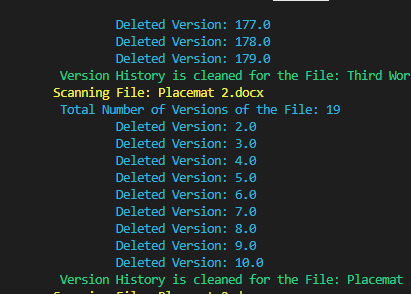 Deleted Version: 177.0
Deleted Version: 178.0
Deleted Version: 179.0
Version History is cleaned for the File: Third Wor
Scanning File: Placemat 2.docx
Total Number of Versions of the File: 19
Deleted Version: 2.0
Deleted Version: 3.0
Deleted Version: 4.0
Deleted Version: 5.0
Deleted Version: 6.0
Deleted Version: 7.0
Deleted Version: 8.0
Deleted Version: 9.0
Deleted Version: 10.0
Version History is cleaned for the File: Placemat